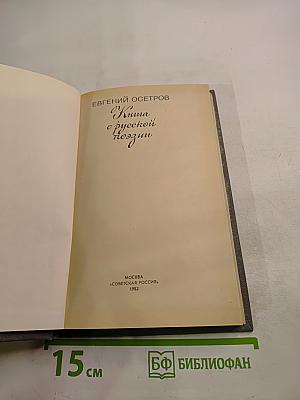 ЕВГЕНИЙ ОСЕТРОВ
Книга
о русской
поэзии
МОСКВА
«СОВЕТСКАЯ РОССИЯ»
1982
15 см
БФ БИБЛИОФАН